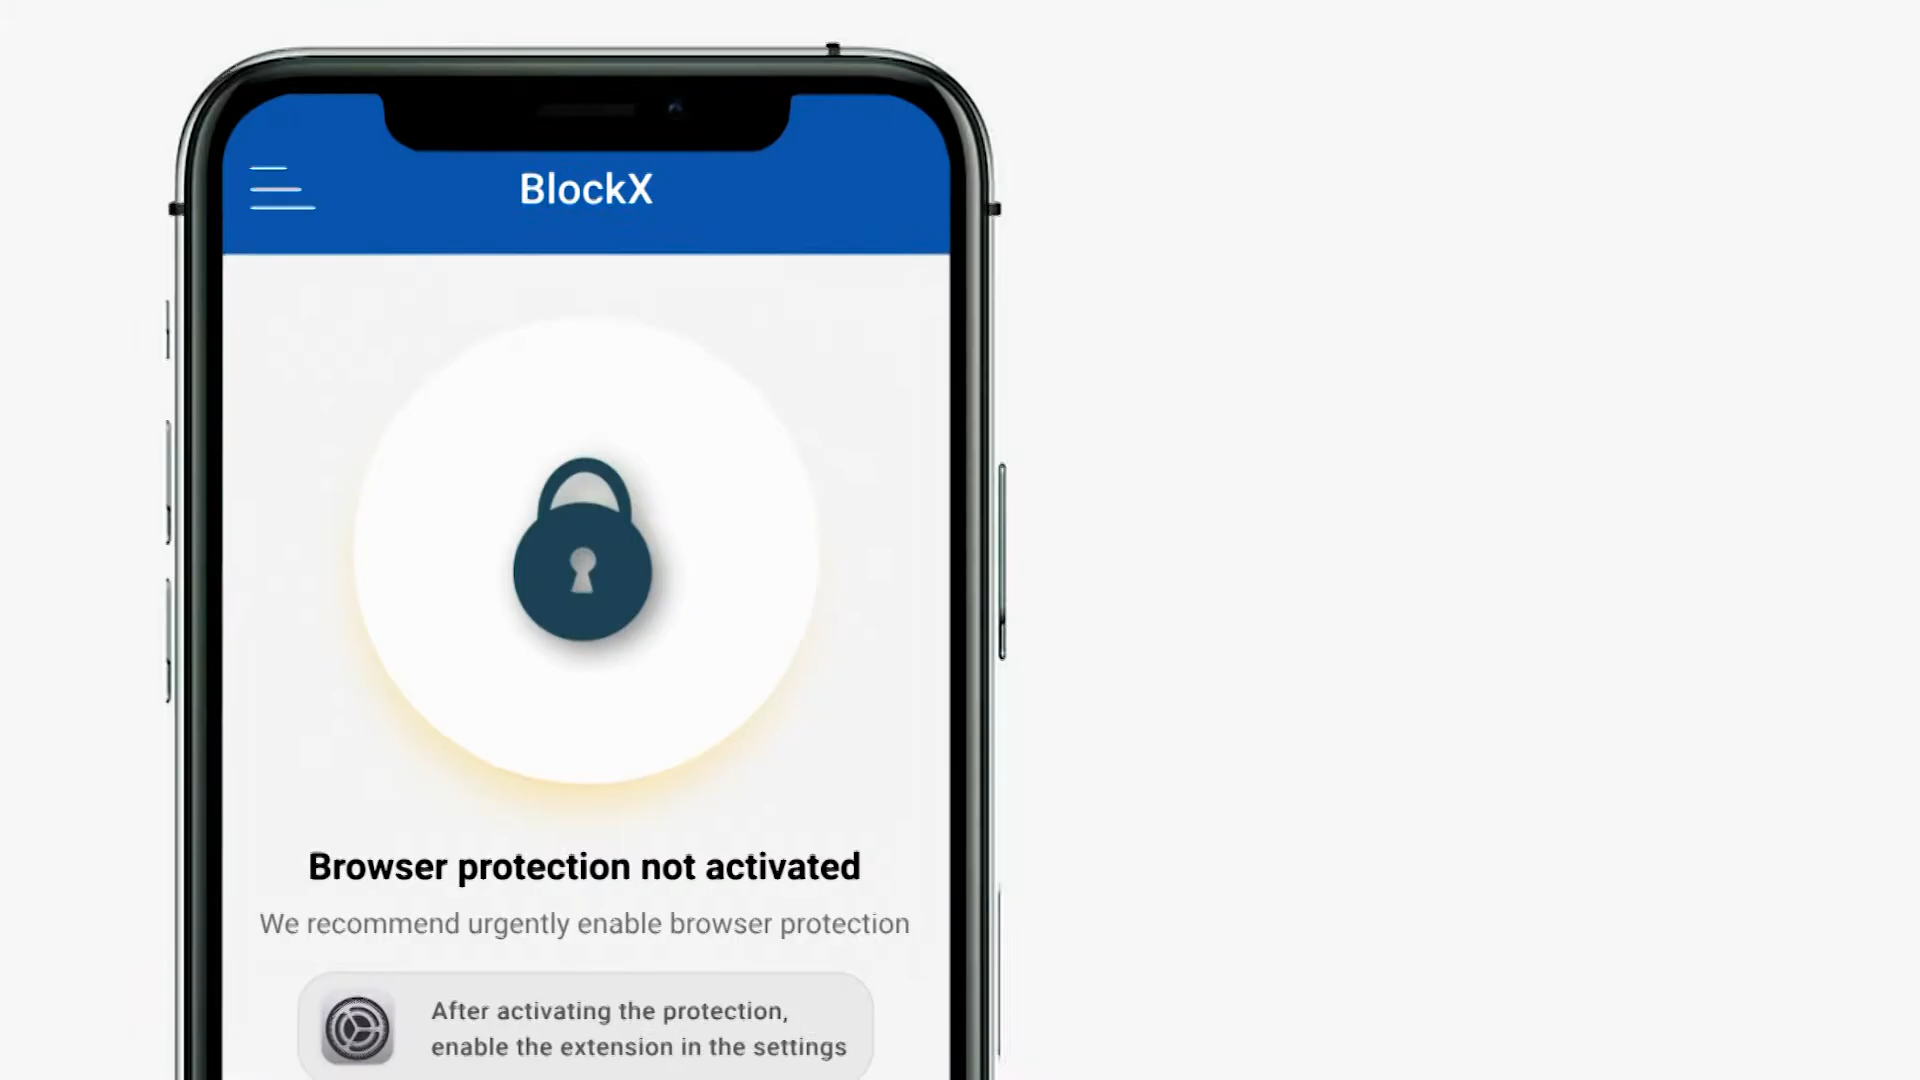 BlockX
Browser protection not activated
We recommend urgently enable browser protection
After activating the protection,
enable the extension in the settings